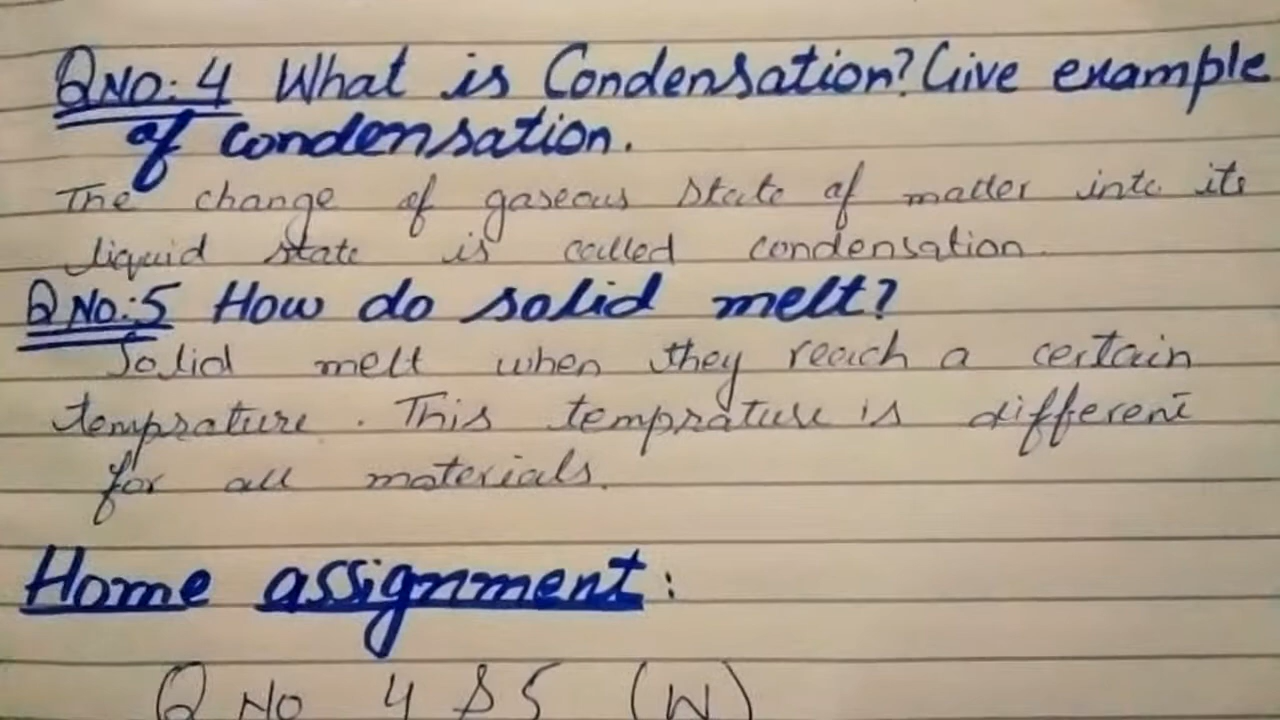 QNO: 4 What is Condensation? Give example
of condensation.
The change of gaseous state of matter into its
liquid state is called condensation.
QNO:5 How do solid melt?
Solid melt when they reach a certain
temprature. This temprature is different
for all materials.
Home assignment:
Q No 4 & 5 (W)